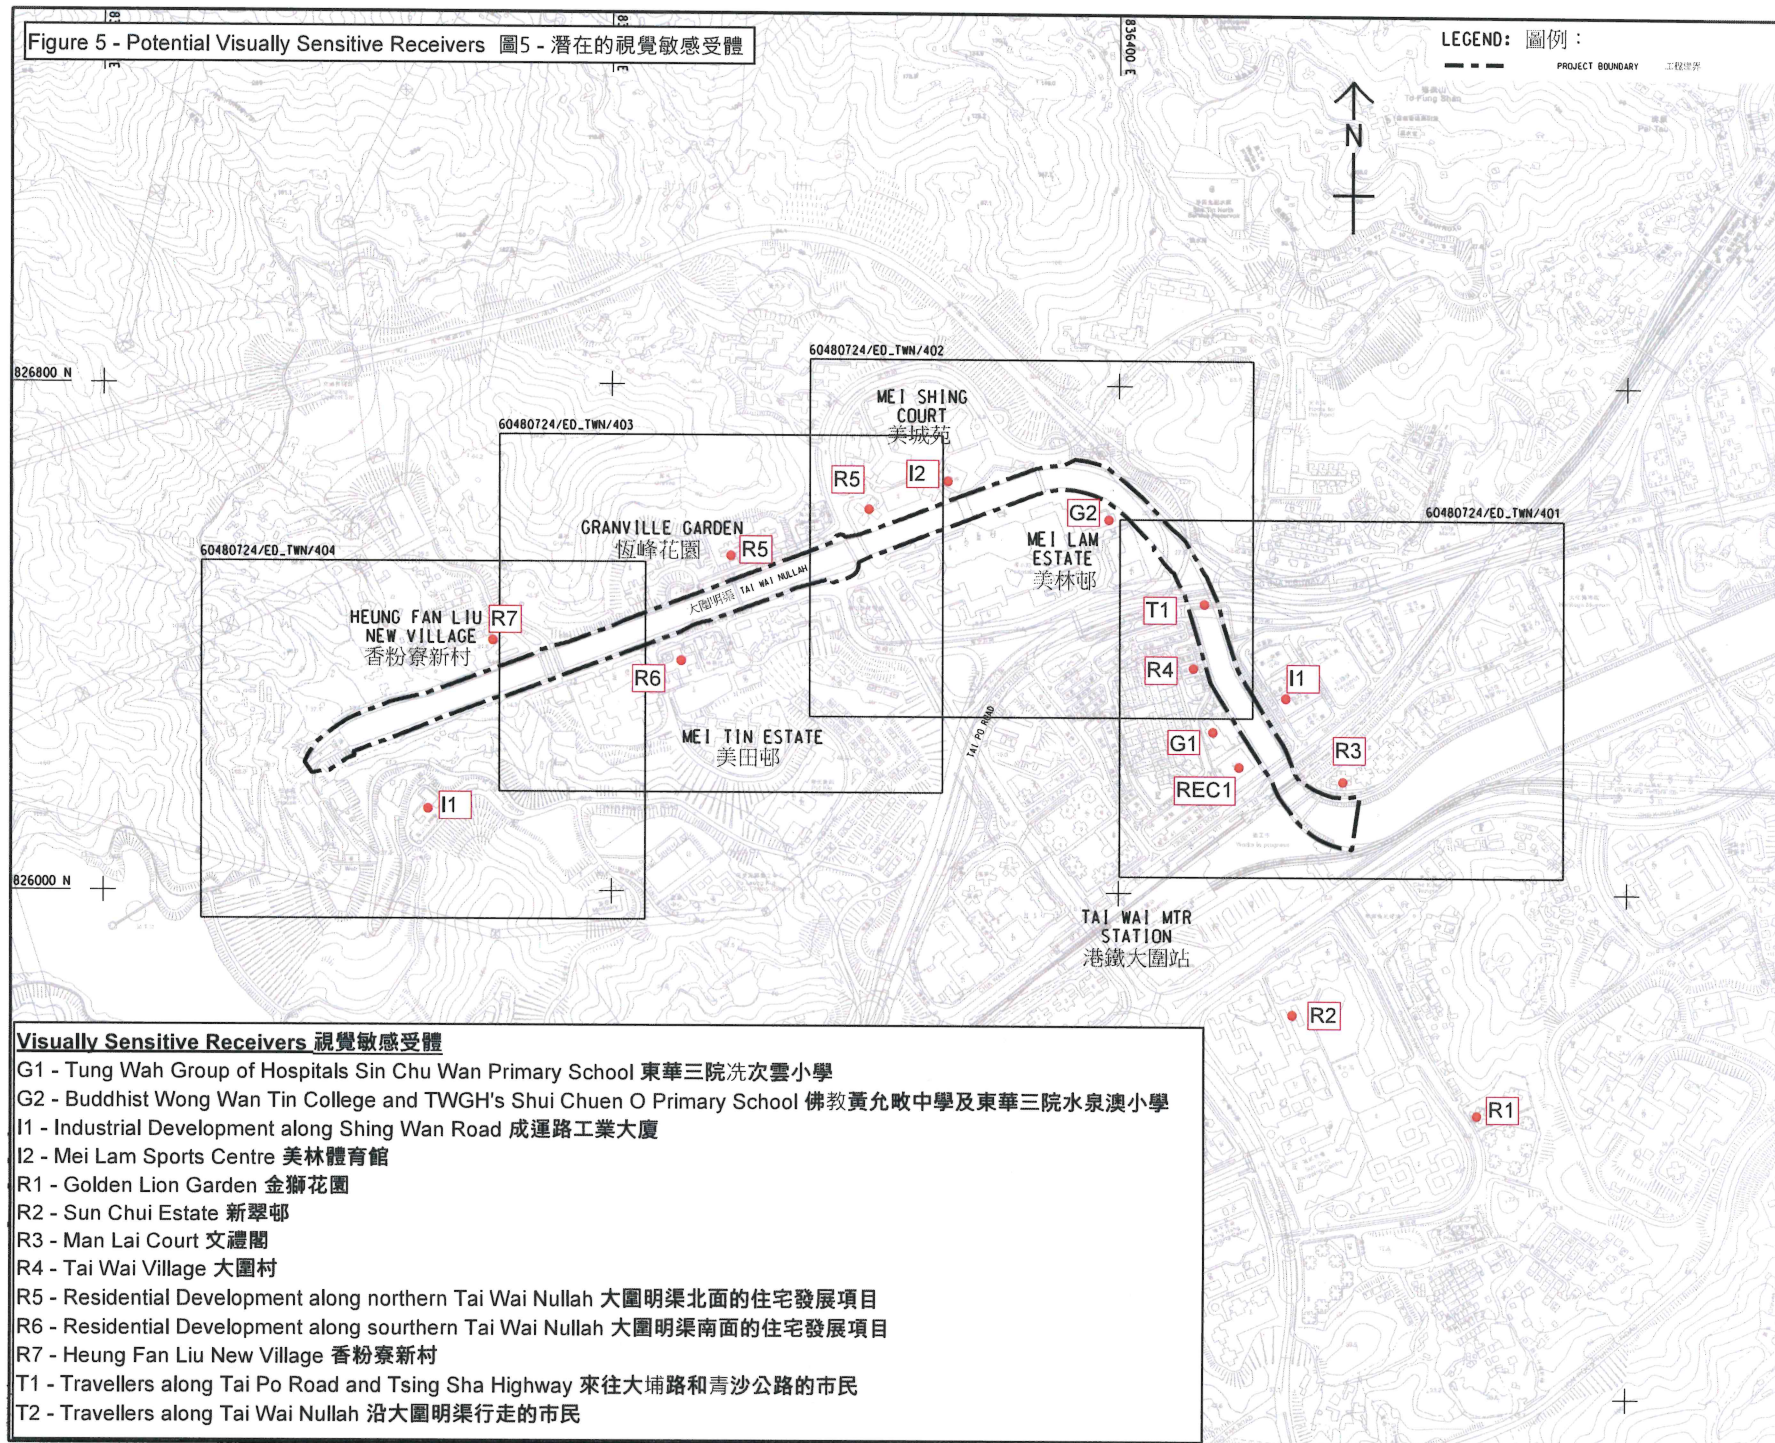 Figure 5 - Potential Visually Sensitive Receivers 圖5 - 潛在的視覺敏感受體
836400 E
LEGEND: 圖例：
PROJECT BOUNDARY
N
826800 N
60480724/ED_TWN/402
MEI SHING
COURT
美城苑
60480724/ED_TWN/403
R5
I2
G2
60480724/ED_TWN/401
GRANVILLE GARDEN
恆峰花園
R5
MEI LAM
ESTATE
美林邨
60480724/ED_TWN/404
大圍明渠 TAI WAI NULLAH
HEUNG FAN LIU
NEW VILLAGE
香粉寮新村
R7
T1
R6
R4
I1
MEI TIN ESTATE
美田邨
TAI PO ROAD
G1
R3
REC1
I1
826000 N
TAI WAI MTR
STATION
港鐵大圍站
R2
R1
Visually Sensitive Receivers 視覺敏感受體
G1 - Tung Wah Group of Hospitals Sin Chu Wan Primary School 東華三院冼次雲小學
G2 - Buddhist Wong Wan Tin College and TWGH's Shui Chuen O Primary School 佛教黃允畋中學及東華三院水泉澳小學
I1 - Industrial Development along Shing Wan Road 成運路工業大廈
I2 - Mei Lam Sports Centre 美林體育館
R1 - Golden Lion Garden 金獅花園
R2 - Sun Chui Estate 新翠邨
R3 - Man Lai Court 文禮閣
R4 - Tai Wai Village 大圍村
R5 - Residential Development along northern Tai Wai Nullah 大圍明渠北面的住宅發展項目
R6 - Residential Development along sourthern Tai Wai Nullah 大圍明渠南面的住宅發展項目
R7 - Heung Fan Liu New Village 香粉寮新村
T1 - Travellers along Tai Po Road and Tsing Sha Highway 來往大埔路和青沙公路的市民
T2 - Travellers along Tai Wai Nullah 沿大圍明渠行走的市民